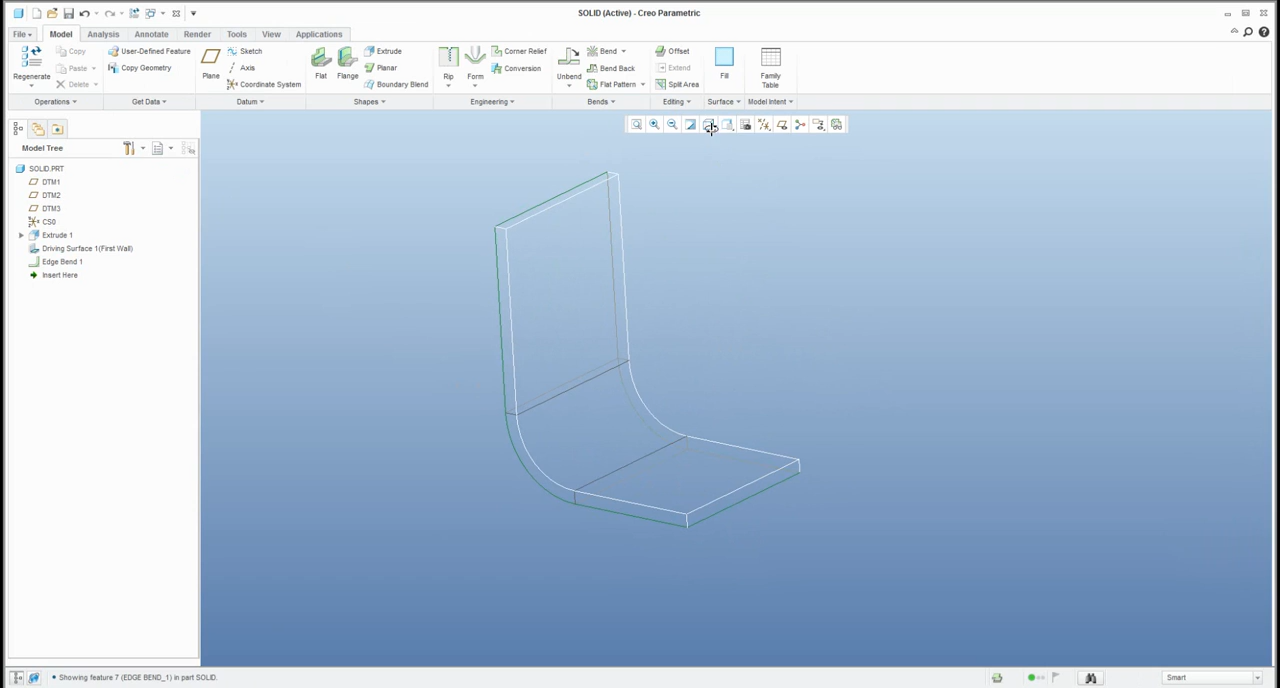 SOLID (Active) - Creo Parametric
File Model Analysis Annotate Render Tools View Applications
Regenerate
Copy
Paste
Delete
Operations
User-Defined Feature
Copy Geometry
Get Data
Plane
Sketch
Axis
Coordinate System
Datum
Flat
Flange
Extrude
Planar
Boundary Blend
Shapes
Rip
Form
Corner Relief
Conversion
Engineering
Unbend
Bend
Bend Back
Flat Pattern
Bends
Offset
Extend
Split Area
Editing
Fill
Surface
Family
Table
Model Intent
Model Tree
SOLID.PRT
DTM1
DTM2
DTM3
CS0
Extrude 1
Driving Surface 1(First Wall)
Edge Bend 1
Insert Here
Showing feature 7 (EDGE BEND_1) in part SOLID.
Smart